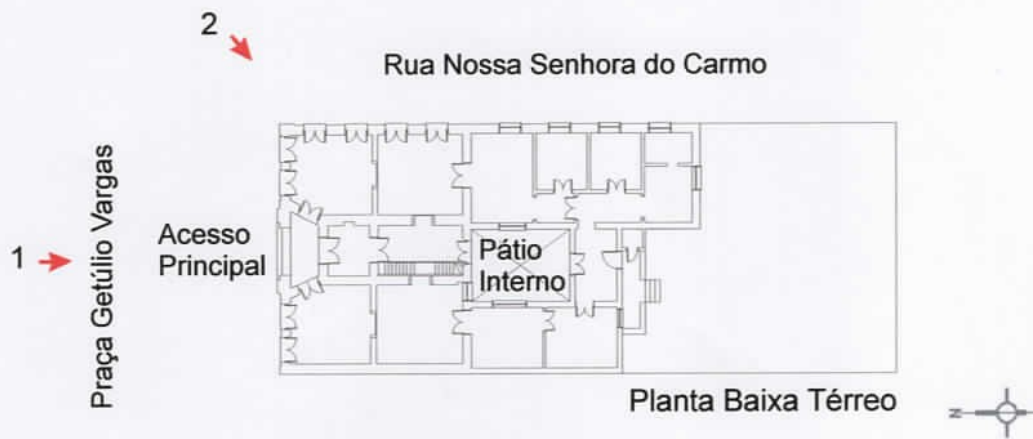 2
Rua Nossa Senhora do Carmo
Praça Getúlio Vargas
1
Acesso
Principal
Pátio
Interno
Planta Baixa Térreo
N